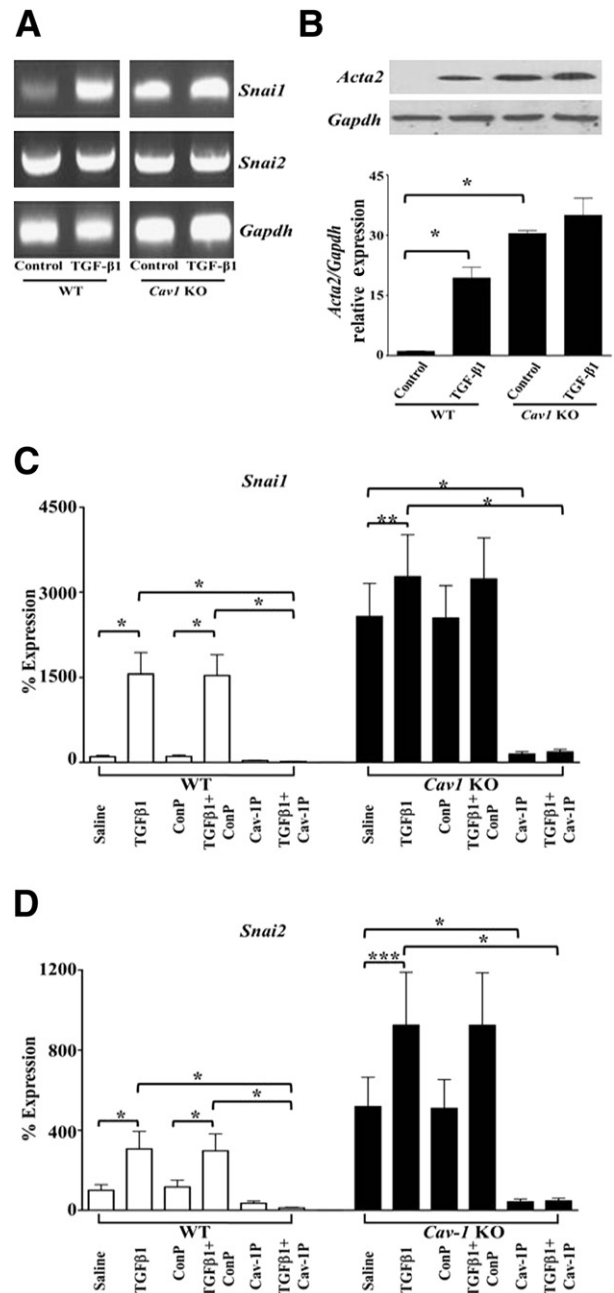 A
Snai1
Snai2
Gapdh
Control TGF-β1 Control TGF-β1
WT Cav1 KO
B
Acta2
Gapdh
*
*
45
30
15
0
Acta2/Gapdh
relative expression
Control TGF-β1 Control TGF-β1
WT Cav1 KO
C
Snai1
4500
3000
1500
0
% Expression
* * * *
** * *
WT Cav1 KO
Saline TGFβ1 ConP TGFβ1+ ConP Cav-1P TGFβ1+ Cav-1P Saline TGFβ1 ConP TGFβ1+ ConP Cav-1P TGFβ1+ Cav-1P
D
Snai2
1200
800
400
0
% Expression
* * * *
*** * *
WT Cav-1 KO
Saline TGFβ1 ConP TGFβ1+ ConP Cav-1P TGFβ1+ Cav-1P Saline TGFβ1 ConP TGFβ1+ ConP Cav-1P TGFβ1+ Cav-1P